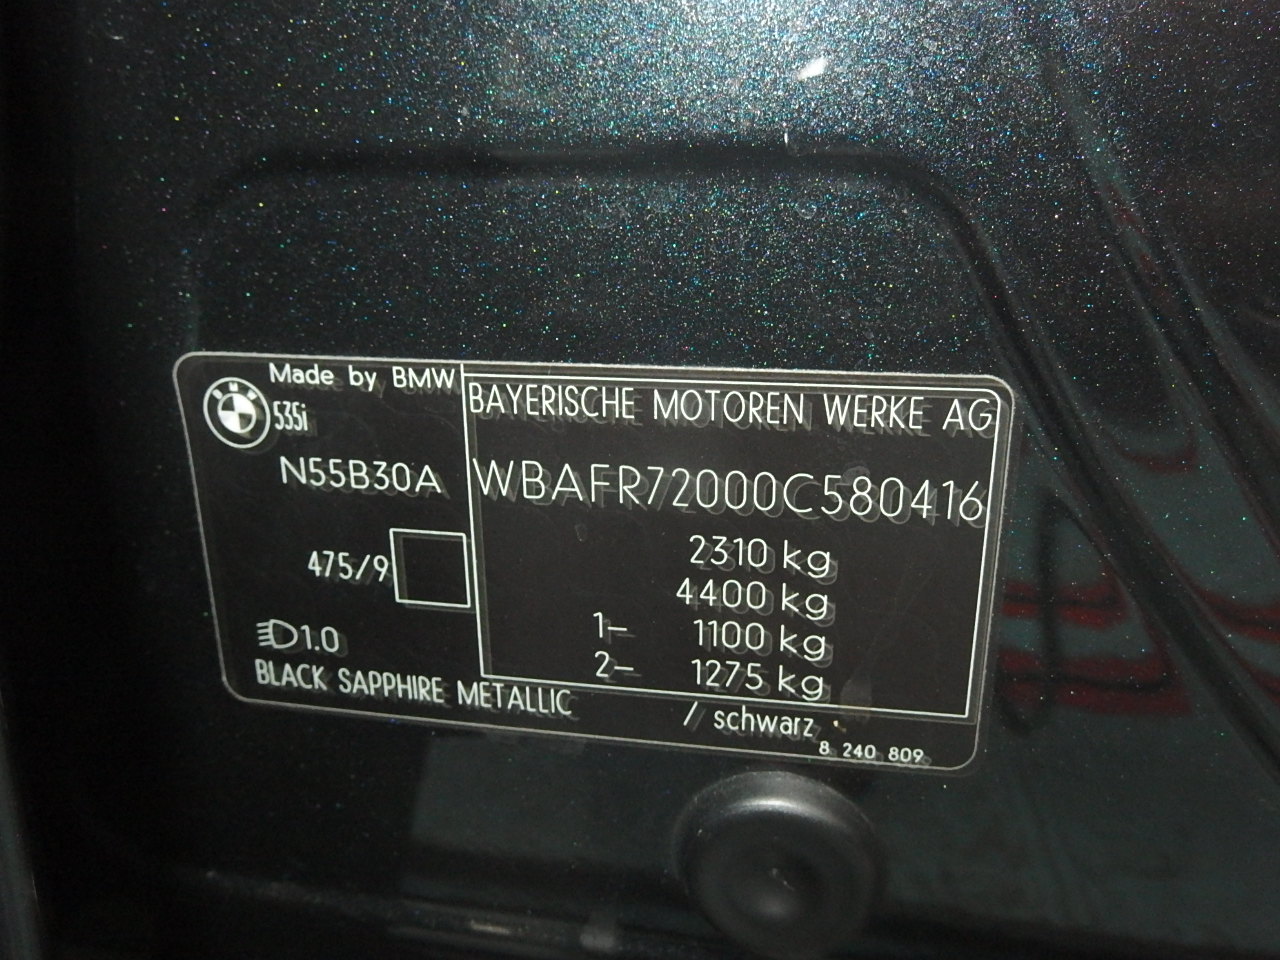 Made by BMW
535i
N55B30A
475/9
1.0
BLACK SAPPHIRE METALLIC
BAYERISCHE MOTOREN WERKE AG
WBAFR72000C580416
2310 kg
4400 kg
1- 1100 kg
2- 1275 kg
/ schwarz
8 240 809